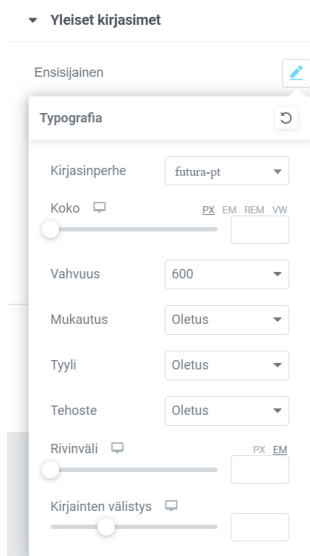 Yleiset kirjasimet
Ensisijainen
Typografia
Kirjasinperhe futura-pt
Koko PX EM REM VW
Vahvuus 600
Mukautus Oletus
Tyyli Oletus
Tehoste Oletus
Rivinväli PX EM
Kirjainten välistys